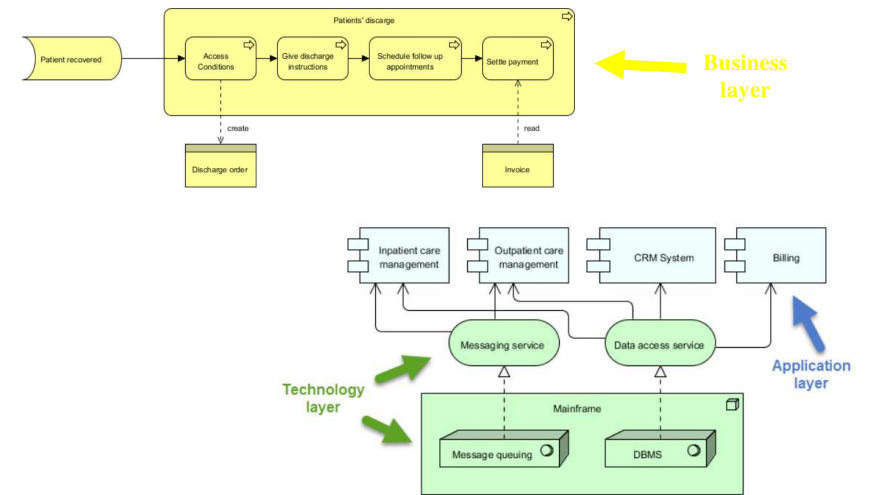 Patients' discarge
Patient recovered
Access
Conditions
Give discharge
instructions
Schedule follow up
appointments
Settle payment
Business
layer
create
read
Discharge order
Invoice
Inpatient care
management
Outpatient care
management
CRM System
Billing
Messaging service
Data access service
Application
layer
Technology
layer
Mainframe
Message queuing
DBMS